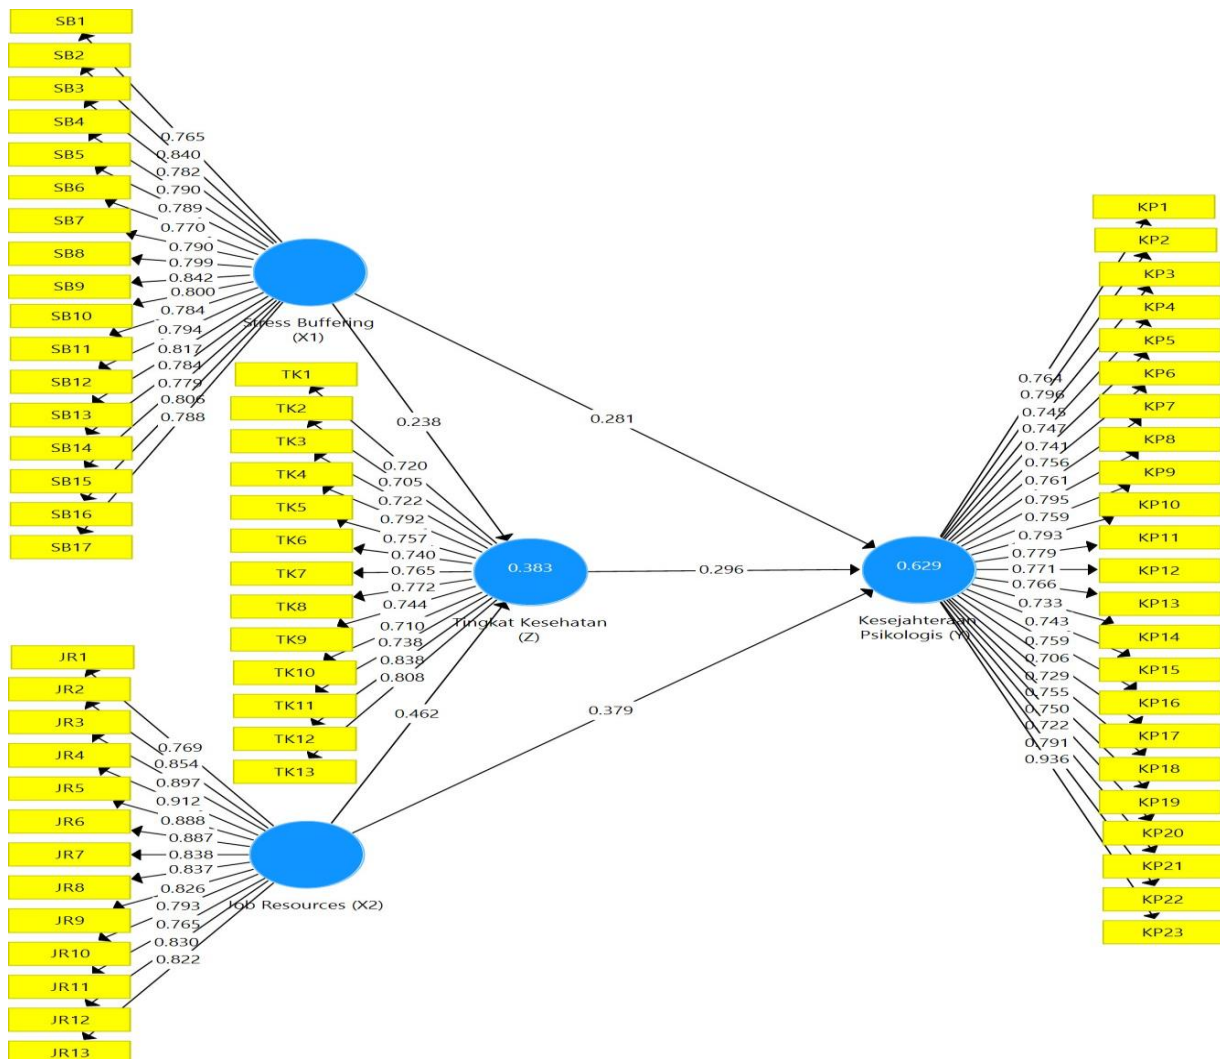 SB1
SB2
SB3
SB4
SB5
SB6
SB7
SB8
SB9
SB10
SB11
SB12
SB13
SB14
SB15
SB16
SB17
0.765
0.840
0.782
0.790
0.789
0.770
0.790
0.799
0.842
0.800
0.784
0.794
0.817
0.784
0.779
0.806
0.788
Stress Buffering
(X1)
TK1
TK2
TK3
TK4
TK5
TK6
TK7
TK8
TK9
TK10
TK11
TK12
TK13
0.720
0.705
0.722
0.792
0.757
0.740
0.765
0.772
0.744
0.710
0.738
0.838
0.808
0.238
0.281
0.383
Tingkat Kesehatan
(Z)
0.296
0.462
0.379
JR1
JR2
JR3
JR4
JR5
JR6
JR7
JR8
JR9
JR10
JR11
JR12
JR13
0.769
0.854
0.897
0.912
0.888
0.887
0.838
0.837
0.826
0.793
0.765
0.830
0.822
Job Resources (X2)
0.629
Kesejahteraan
Psikologis (Y)
0.764
0.796
0.745
0.747
0.741
0.756
0.761
0.795
0.759
0.793
0.779
0.771
0.766
0.733
0.743
0.759
0.706
0.729
0.755
0.750
0.722
0.791
0.936
KP1
KP2
KP3
KP4
KP5
KP6
KP7
KP8
KP9
KP10
KP11
KP12
KP13
KP14
KP15
KP16
KP17
KP18
KP19
KP20
KP21
KP22
KP23